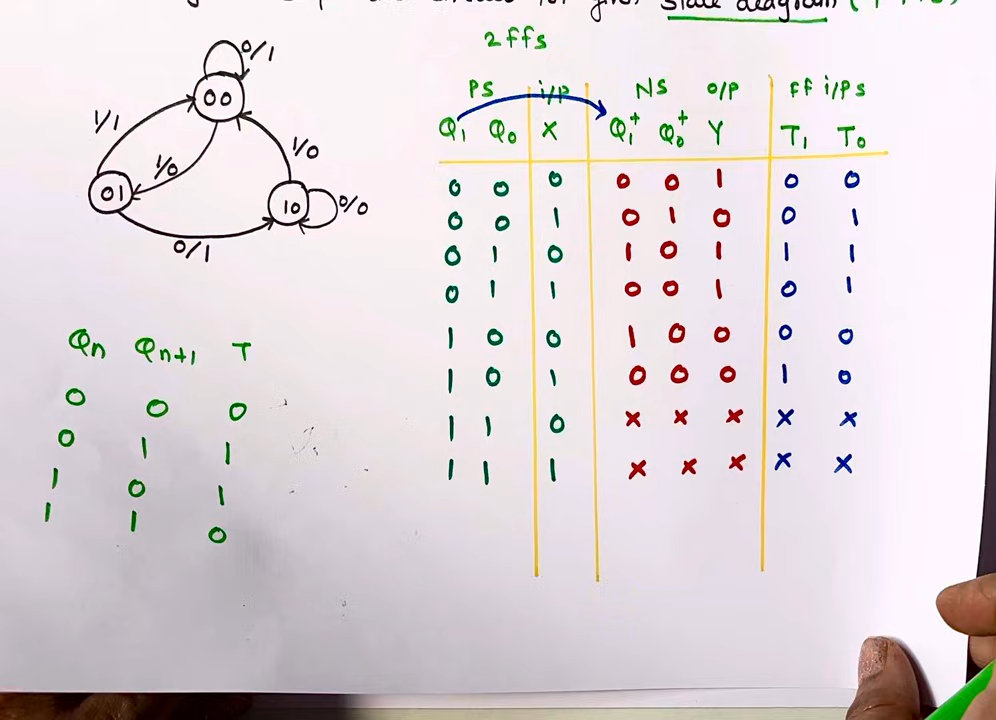 for given state diagram
2 ffs
0/1
00
1/1
1/0
1/0
01
10
0/0
0/1
PS i/p NS O/P ff i/ps
Q1 Q0 X Q1+ Q0+ Y T1 T0
0 0 0 0 0 1 0 0
0 0 1 0 1 0 0 1
0 1 0 1 0 1 1 1
0 1 1 0 0 1 0 1
1 0 0 1 0 0 0 0
1 0 1 0 0 0 1 0
1 1 0 x x x x x
1 1 1 x x x x x
Qn Qn+1 T
0 0 0
0 1 1
1 0 1
1 1 0